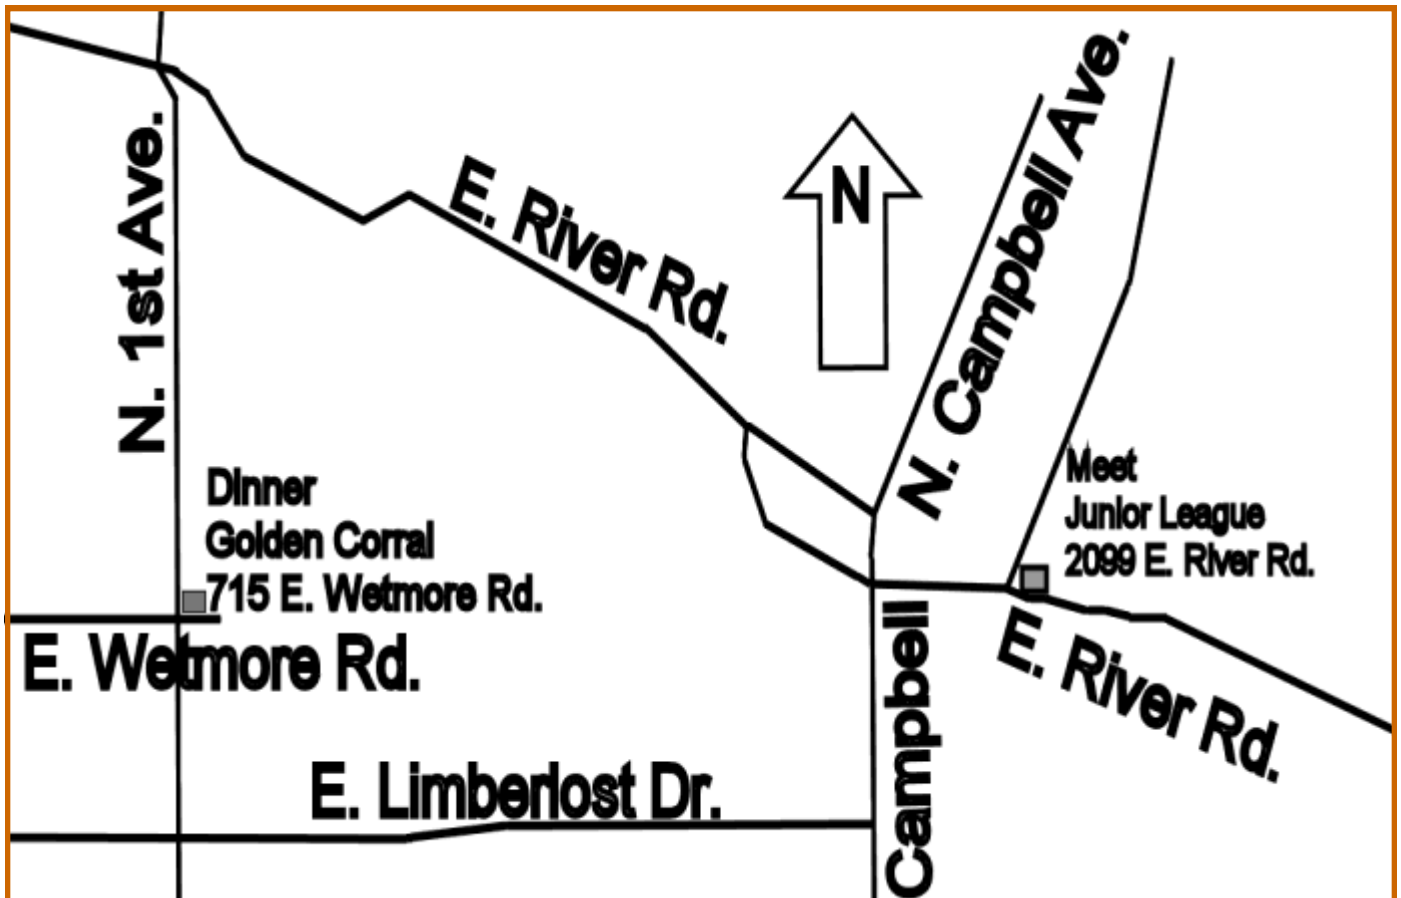 N. 1st Ave.
E. River Rd.
N
N. Campbell Ave.
Dinner
Golden Corral
715 E. Wetmore Rd.
Meet
Junior League
2099 E. River Rd.
E. Wetmore Rd.
E. River Rd.
Campbell
E. Limberlost Dr.